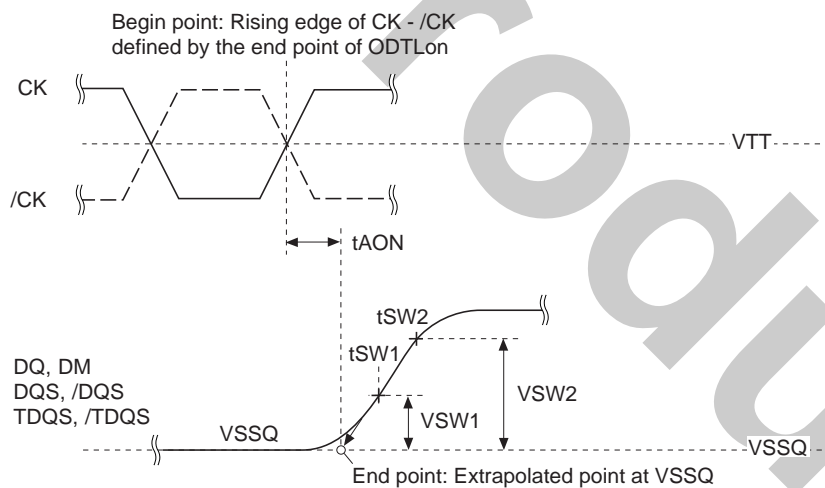 Begin point: Rising edge of CK - /CK
defined by the end point of ODTLon
CK
VTT
/CK
tAON
tSW2
tSW1
DQ, DM
DQS, /DQS
TDQS, /TDQS
VSW2
VSW1
VSSQ
VSSQ
End point: Extrapolated point at VSSQ
rodu